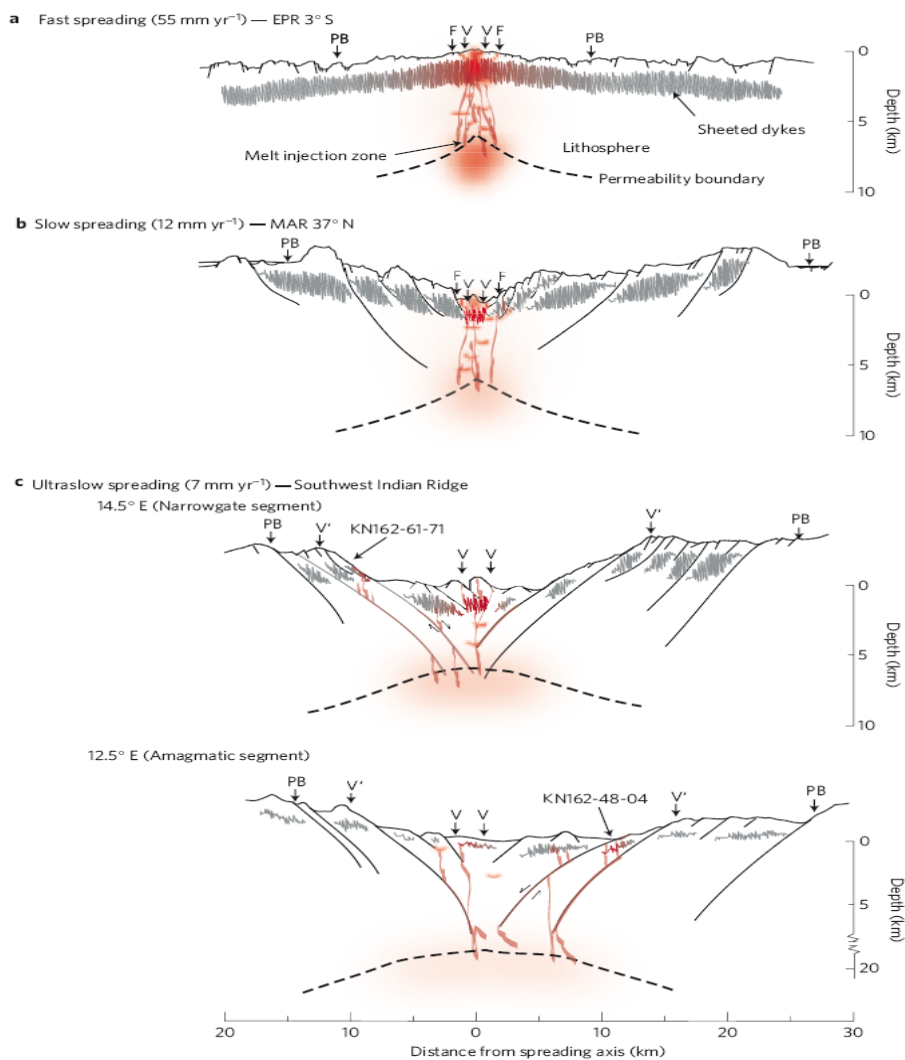 a Fast spreading (55 mm yr⁻¹) — EPR 3° S
PB
F V V F
PB
0
5
10
Depth (km)
Sheeted dykes
Melt injection zone
Lithosphere
Permeability boundary
b Slow spreading (12 mm yr⁻¹) — MAR 37° N
PB
F V V F
PB
0
5
10
Depth (km)
c Ultraslow spreading (7 mm yr⁻¹) — Southwest Indian Ridge
14.5° E (Narrowgate segment)
PB
V'
KN162-61-71
V V
V'
PB
0
5
10
Depth (km)
12.5° E (Amagmatic segment)
PB
V'
V V
KN162-48-04
V'
PB
0
5
20
Depth (km)
20 10 0 10 20 30
Distance from spreading axis (km)